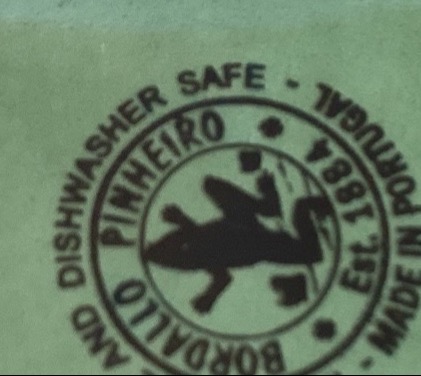 AND DISHWASHER SAFE - MADE IN PORTUGAL -
BORDALLO PINHEIRO
Est. 1884